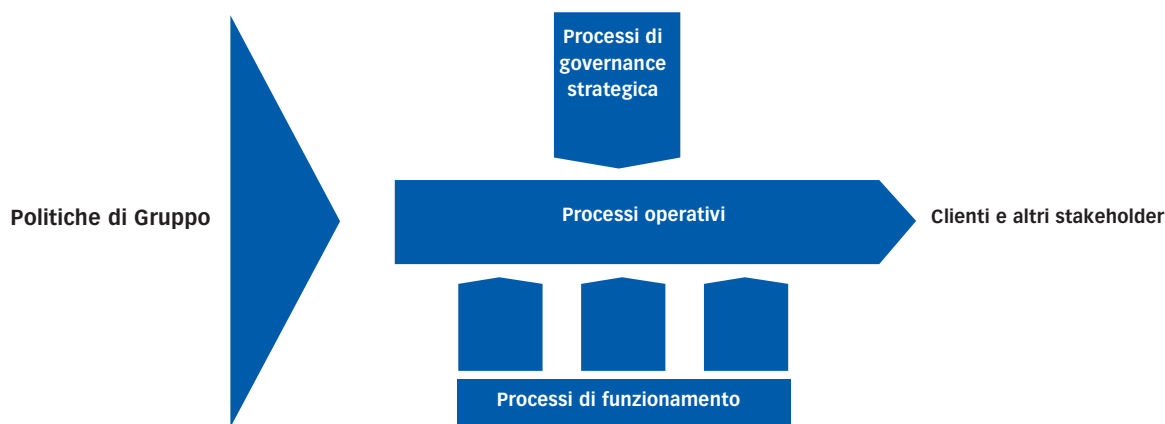 Processi di
governance
strategica
Politiche di Gruppo
Processi operativi
Clienti e altri stakeholder
Processi di funzionamento